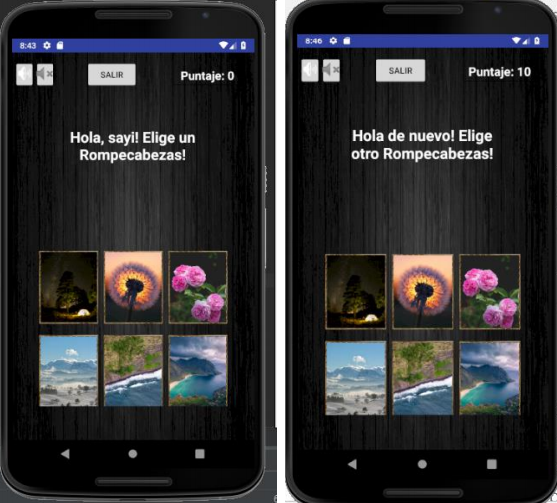 8:43
SALIR
Puntaje: 0
Hola, sayi! Elige un
Rompecabezas!
8:46
SALIR
Puntaje: 10
Hola de nuevo! Elige
otro Rompecabezas!